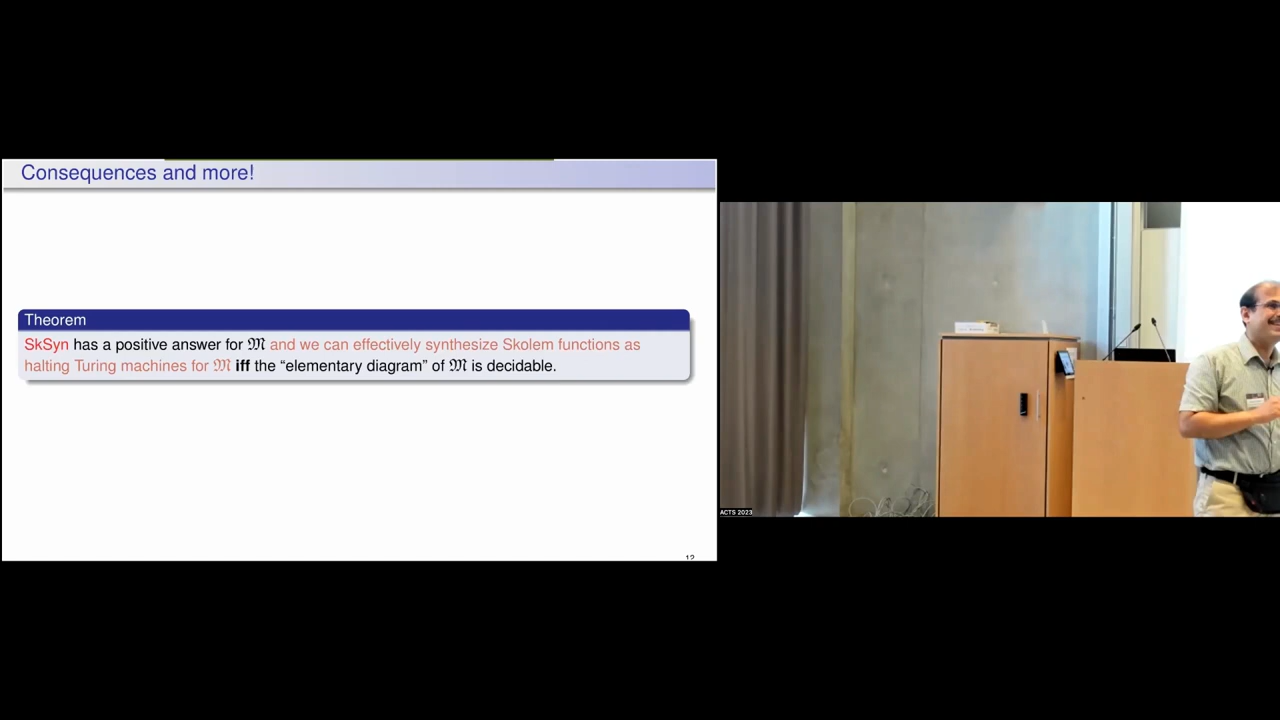 Consequences and more!
Theorem
SkSyn has a positive answer for 𝔐 and we can effectively synthesize Skolem functions as
halting Turing machines for 𝔐 iff the “elementary diagram” of 𝔐 is decidable.
12
ACTS 2023